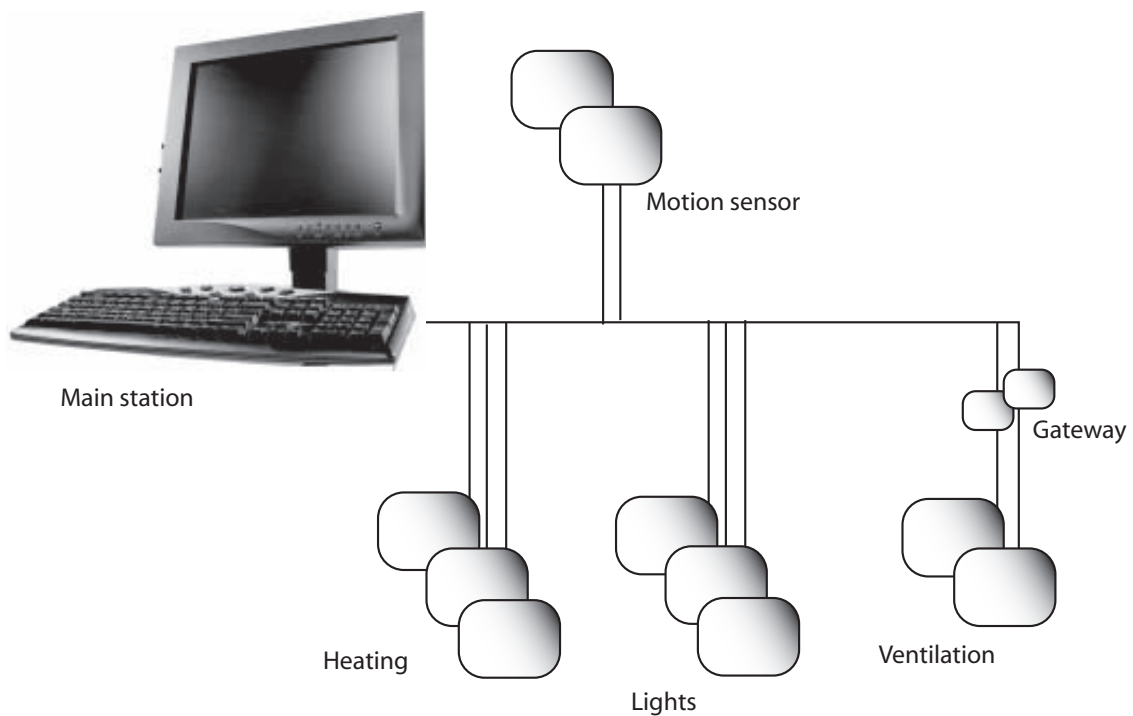 Motion sensor
Main station
Gateway
Heating
Lights
Ventilation